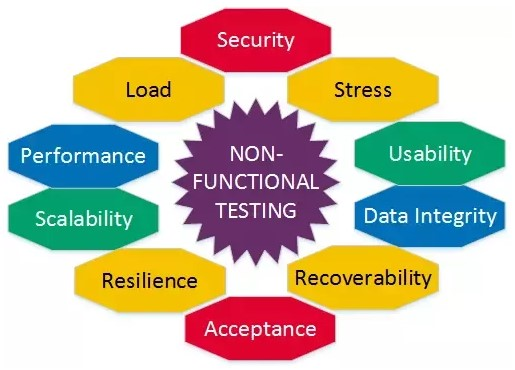 Security
Load
Stress
Performance
NON-
FUNCTIONAL
TESTING
Usability
Scalability
Data Integrity
Resilience
Recoverability
Acceptance